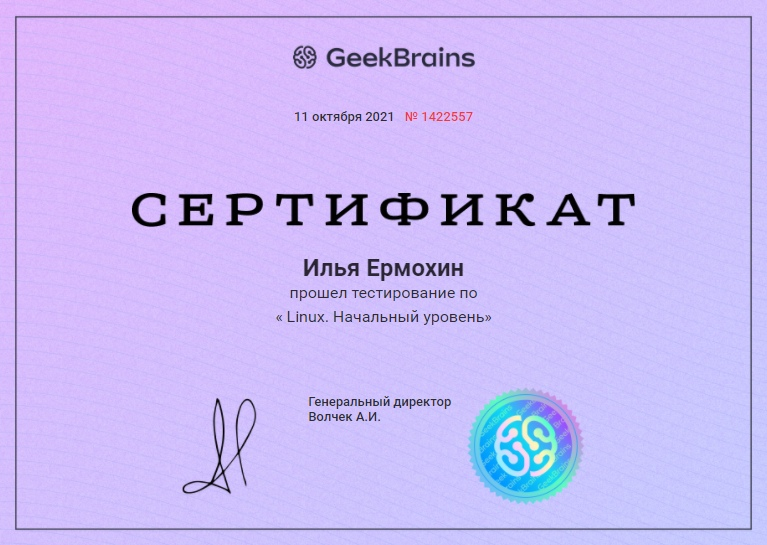 GeekBrains
11 октября 2021 № 1422557
СЕРТИФИКАТ
Илья Ермохин
прошел тестирование по
« Linux. Начальный уровень»
Генеральный директор
Волчек А.И.